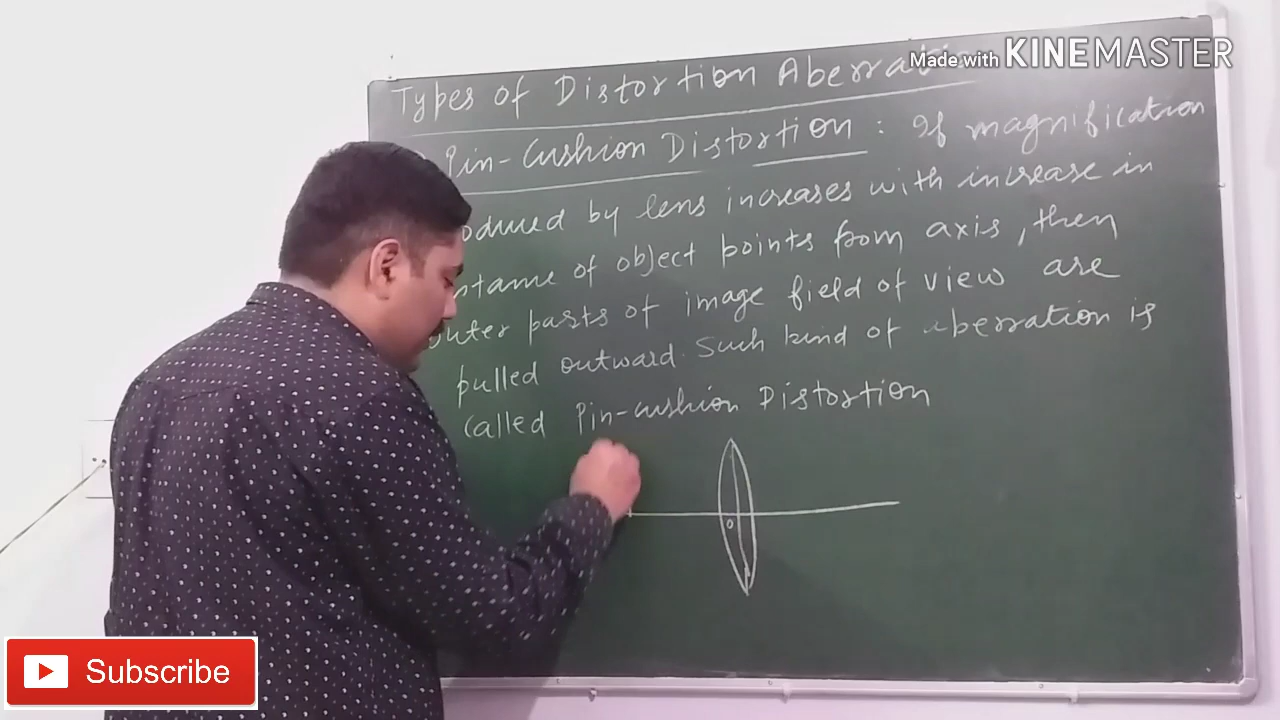 Made with KINEMASTER
Types of Distortion Aberration
Pin-Cushion Distortion : If magnification
oduced by lens increases with increase in
stance of object points from axis, then
outer parts of image field of view are
pulled outward. Such kind of aberration is
Called Pin-cushion Distortion
O
Subscribe